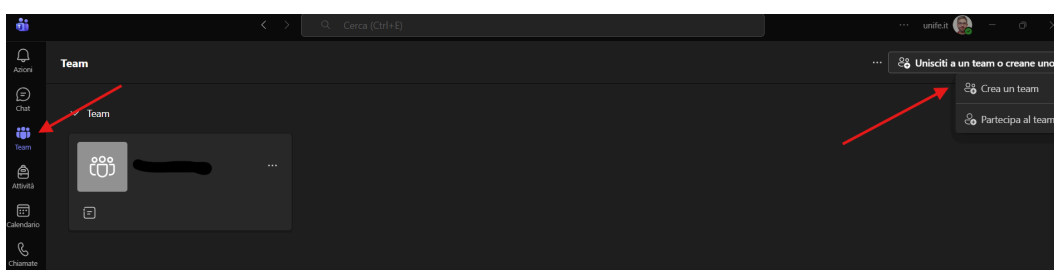 Cerca (Ctrl+E)
unife.it
Azioni
Chat
Team
Attività
Calendario
Chiamate
Team
Unisciti a un team o creane uno
Crea un team
Partecipa al team
Team